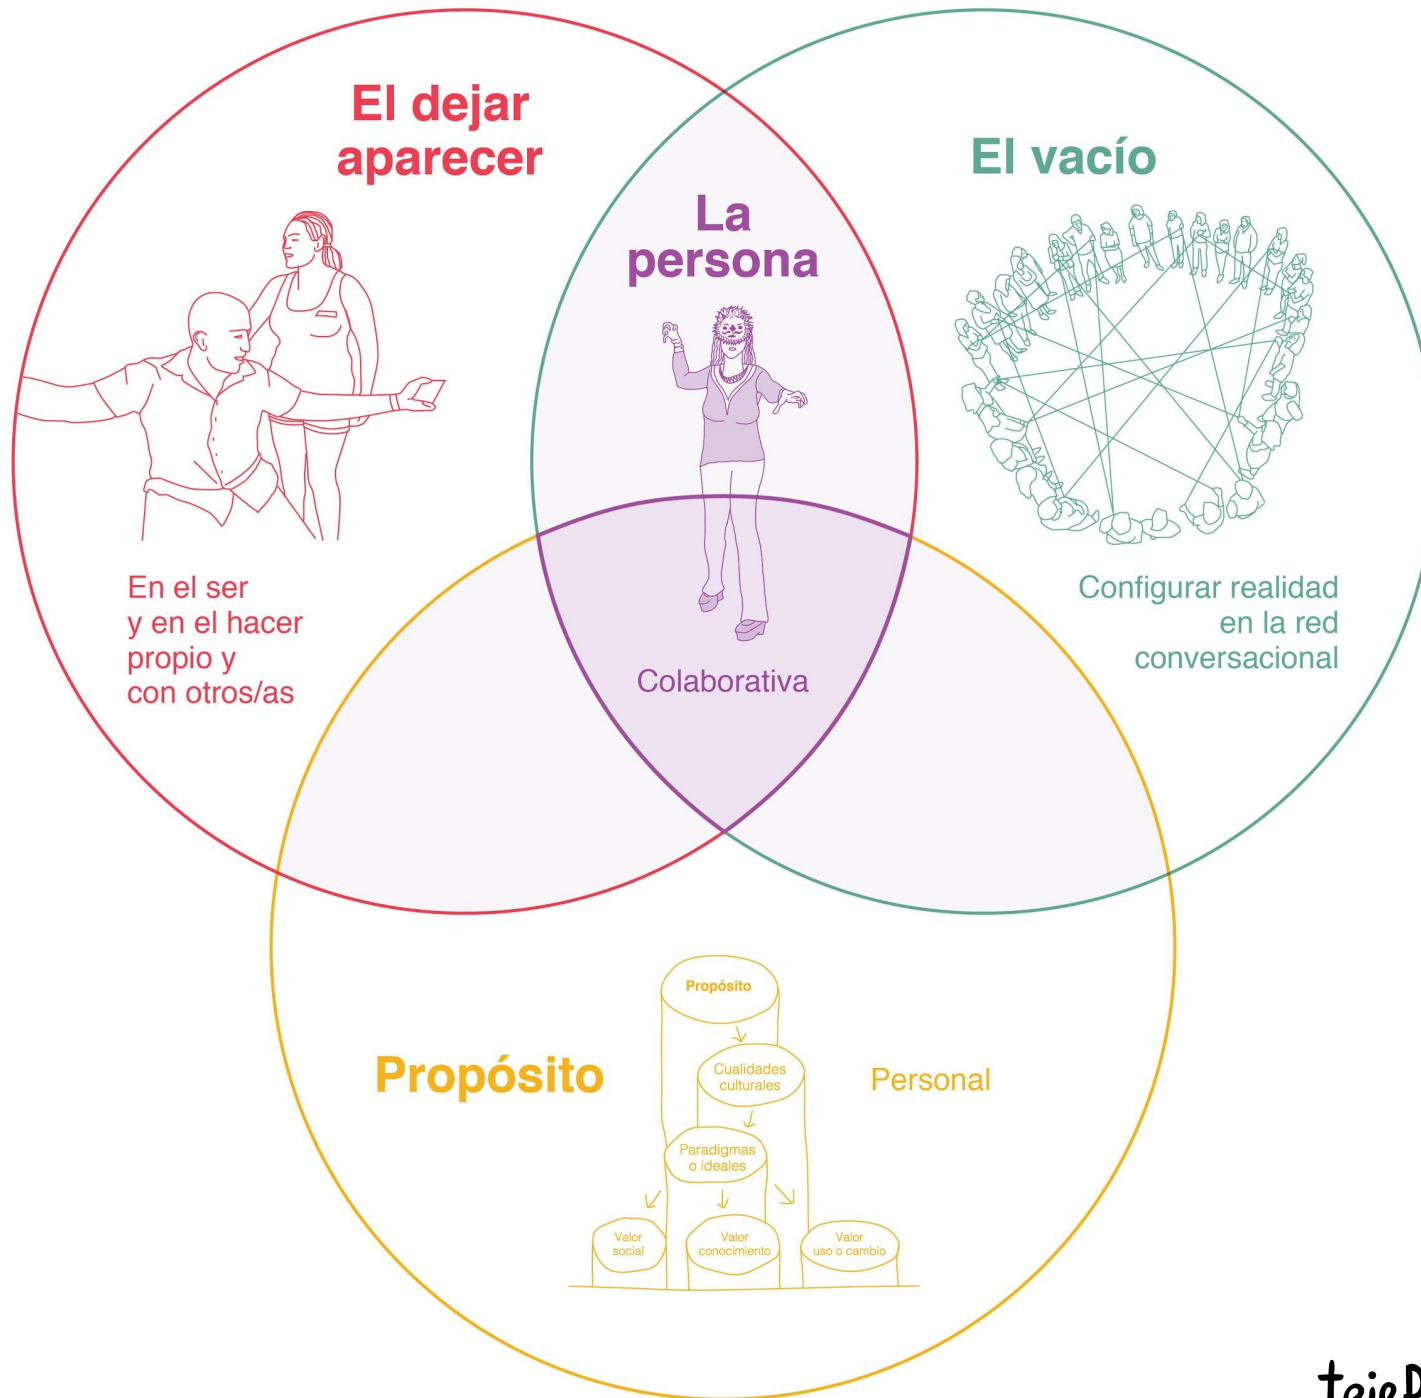 El dejar
aparecer
El vacío
La
persona
En el ser
y en el hacer
propio y
con otros/as
Configurar realidad
en la red
conversacional
Colaborativa
Propósito
Propósito
Personal
Cualidades
culturales
Paradigmas
o ideales
Valor
social
Valor
conocimiento
Valor
uso o cambio